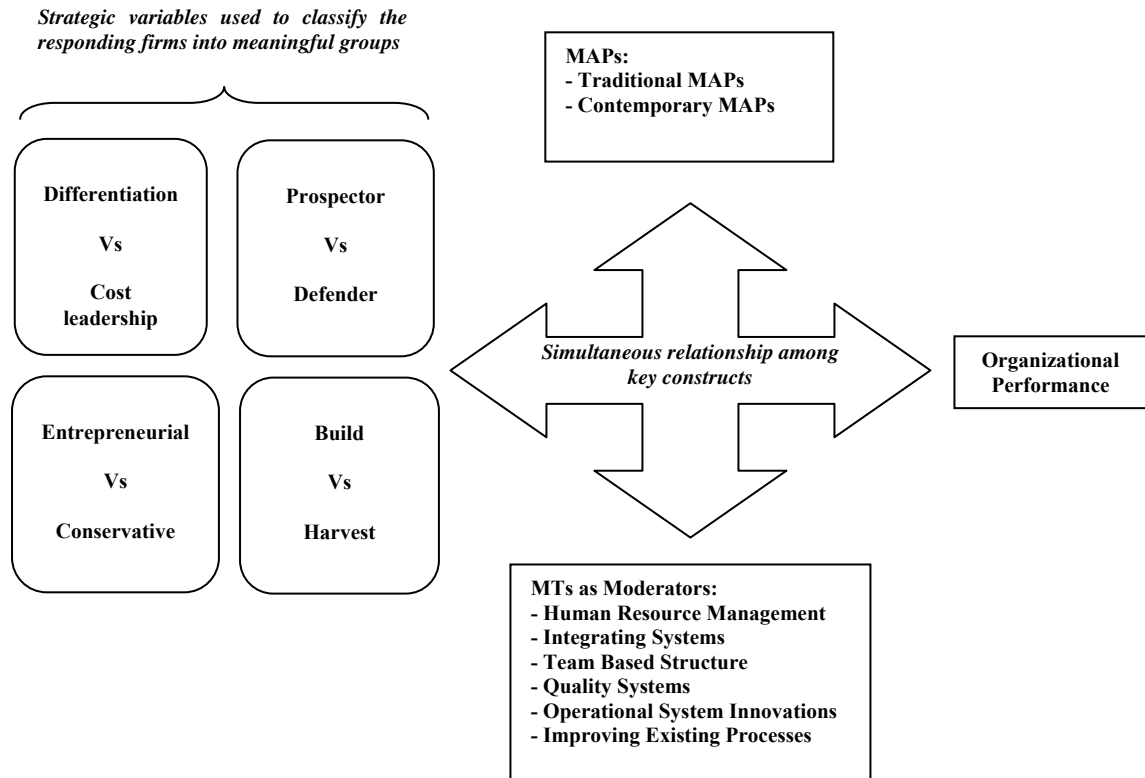 Strategic variables used to classify the
responding firms into meaningful groups
Differentiation
Vs
Cost
leadership
Prospector
Vs
Defender
Entrepreneurial
Vs
Conservative
Build
Vs
Harvest
MAPs:
- Traditional MAPs
- Contemporary MAPs
Simultaneous relationship among
key constructs
Organizational
Performance
MTs as Moderators:
- Human Resource Management
- Integrating Systems
- Team Based Structure
- Quality Systems
- Operational System Innovations
- Improving Existing Processes